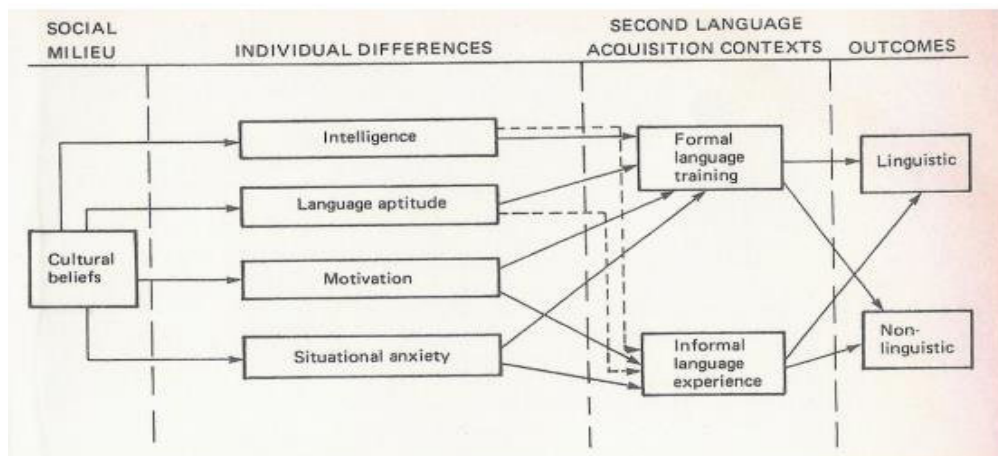 SOCIAL
MILIEU
INDIVIDUAL DIFFERENCES
SECOND LANGUAGE
ACQUISITION CONTEXTS
OUTCOMES
Cultural
beliefs
Intelligence
Language aptitude
Motivation
Situational anxiety
Formal
language
training
Informal
language
experience
Linguistic
Non-
linguistic